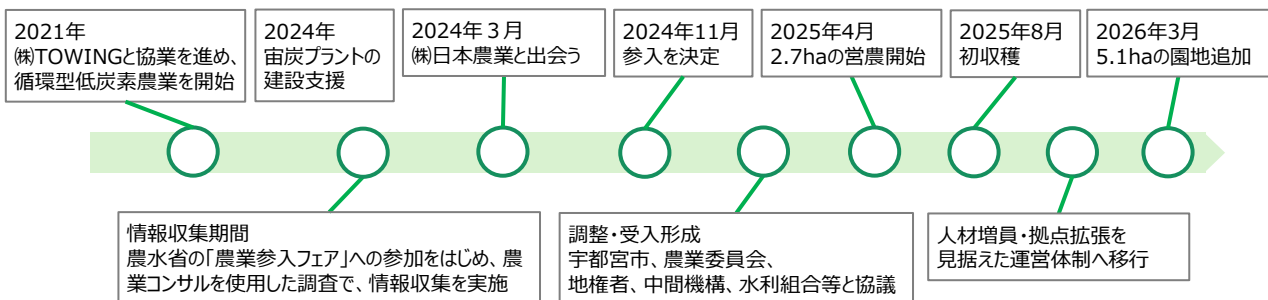 2021年
㈱TOWINGと協業を進め、
循環型低炭素農業を開始
2024年
宙炭プラントの
建設支援
2024年３月
㈱日本農業と出会う
2024年11月
参入を決定
2025年4月
2.7haの営農開始
2025年8月
初収穫
2026年3月
5.1haの園地追加
情報収集期間
農水省の「農業参入フェア」への参加をはじめ、農
業コンサルを使用した調査で、情報収集を実施
調整・受入形成
宇都宮市、農業委員会、
地権者、中間機構、水利組合等と協議
人材増員・拠点拡張を
見据えた運営体制へ移行